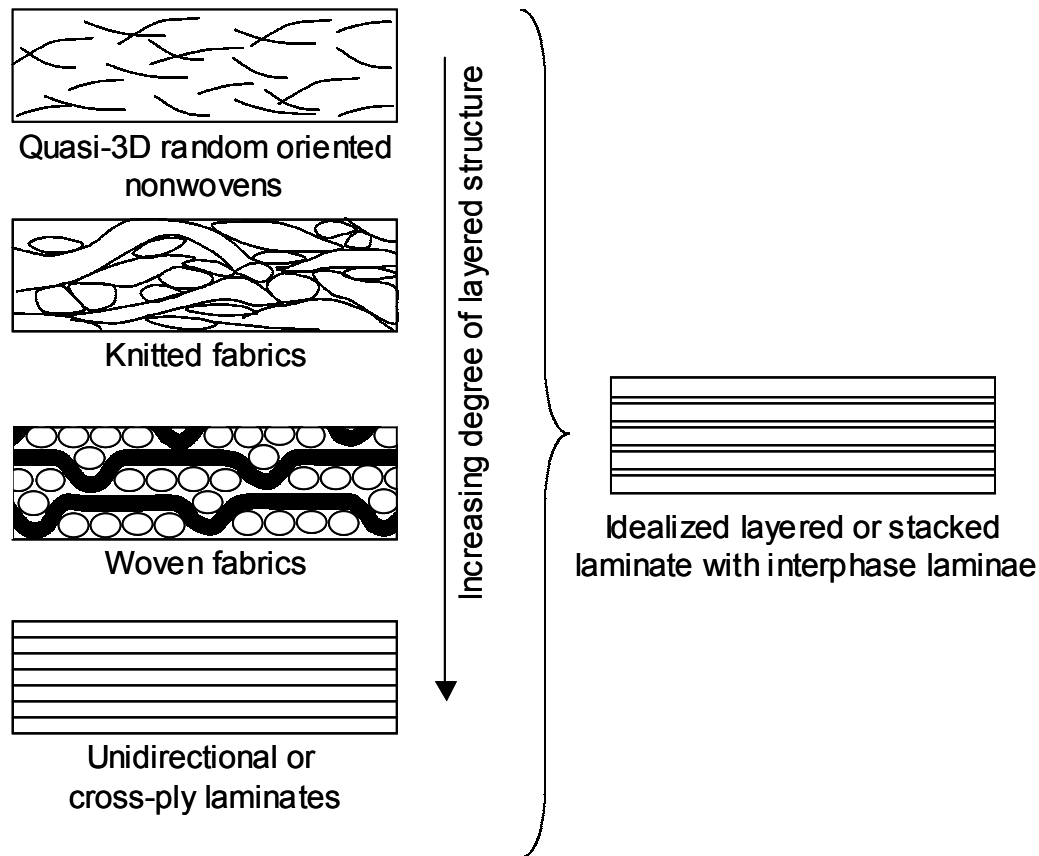 Quasi-3D random oriented
nonwovens
Knitted fabrics
Woven fabrics
Unidirectional or
cross-ply laminates
Increasing degree of layered structure
Idealized layered or stacked
laminate with interphase laminae